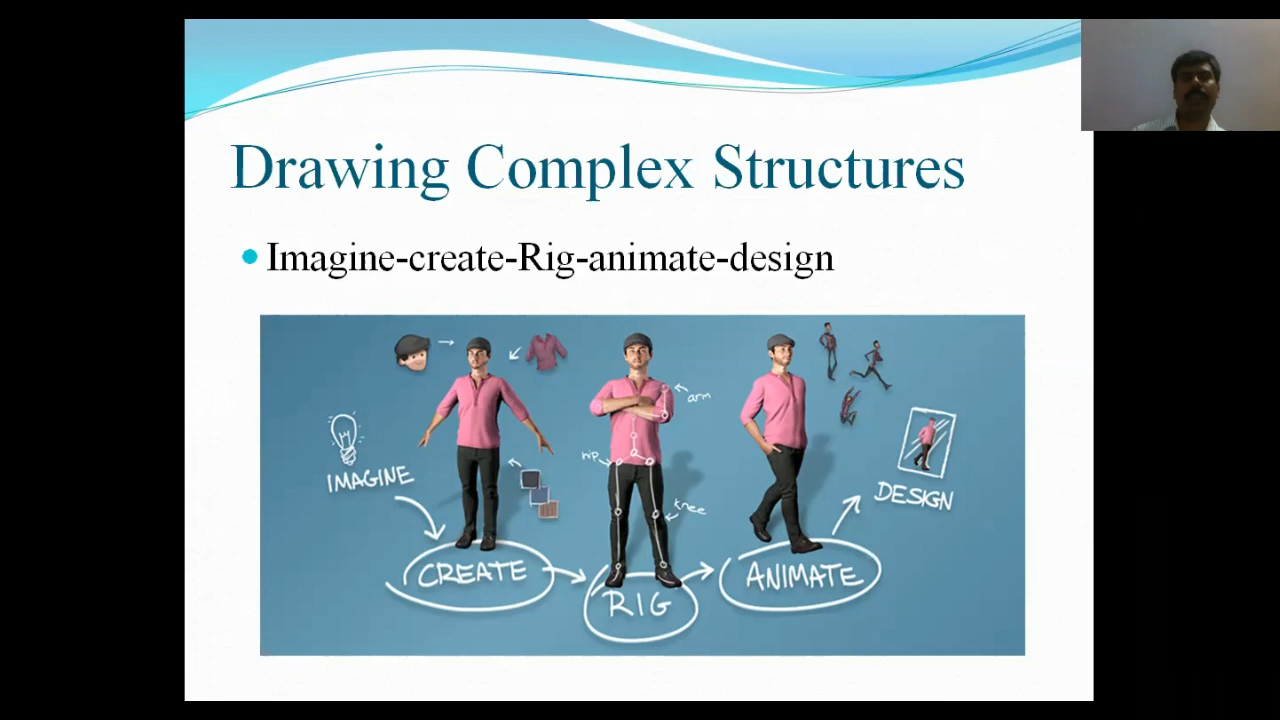 Drawing Complex Structures
Imagine-create-Rig-animate-design
arm
hip
knee
IMAGINE
DESIGN
CREATE
RIG
ANIMATE